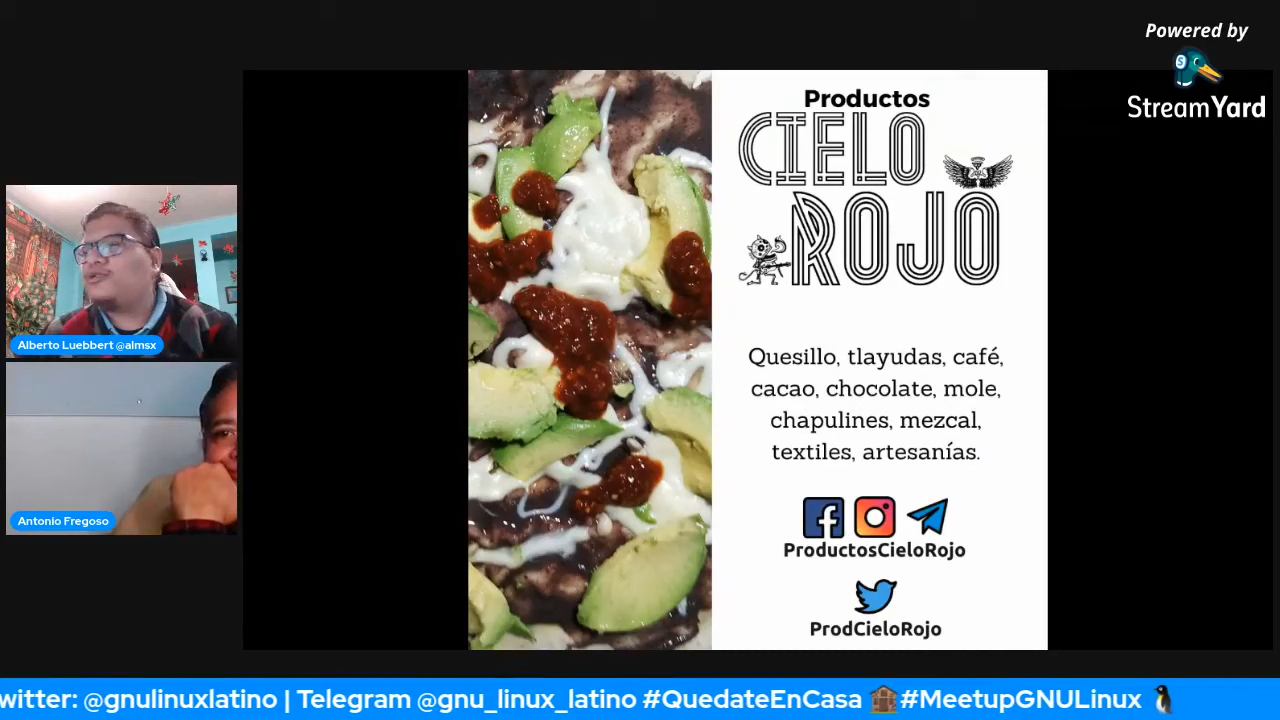 Powered by
StreamYard
Productos
CIELO
ROJO
Quesillo, tlayudas, café,
cacao, chocolate, mole,
chapulines, mezcal,
textiles, artesanías.
ProductosCieloRojo
ProdCieloRojo
Alberto Luebbert @almsx
Antonio Fregoso
witter: @gnulinuxlatino | Telegram @gnu_linux_latino #QuedateEnCasa 🏚️#MeetupGNULinux 🐧